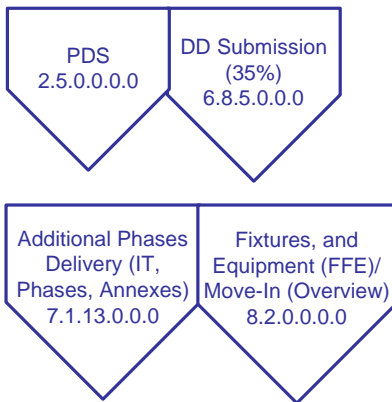 PDS
2.5.0.0.0.0
DD Submission
(35%)
6.8.5.0.0.0
Additional Phases
Delivery (IT,
Phases, Annexes)
7.1.13.0.0.0
Fixtures, and
Equipment (FFE)/
Move-In (Overview)
8.2.0.0.0.0